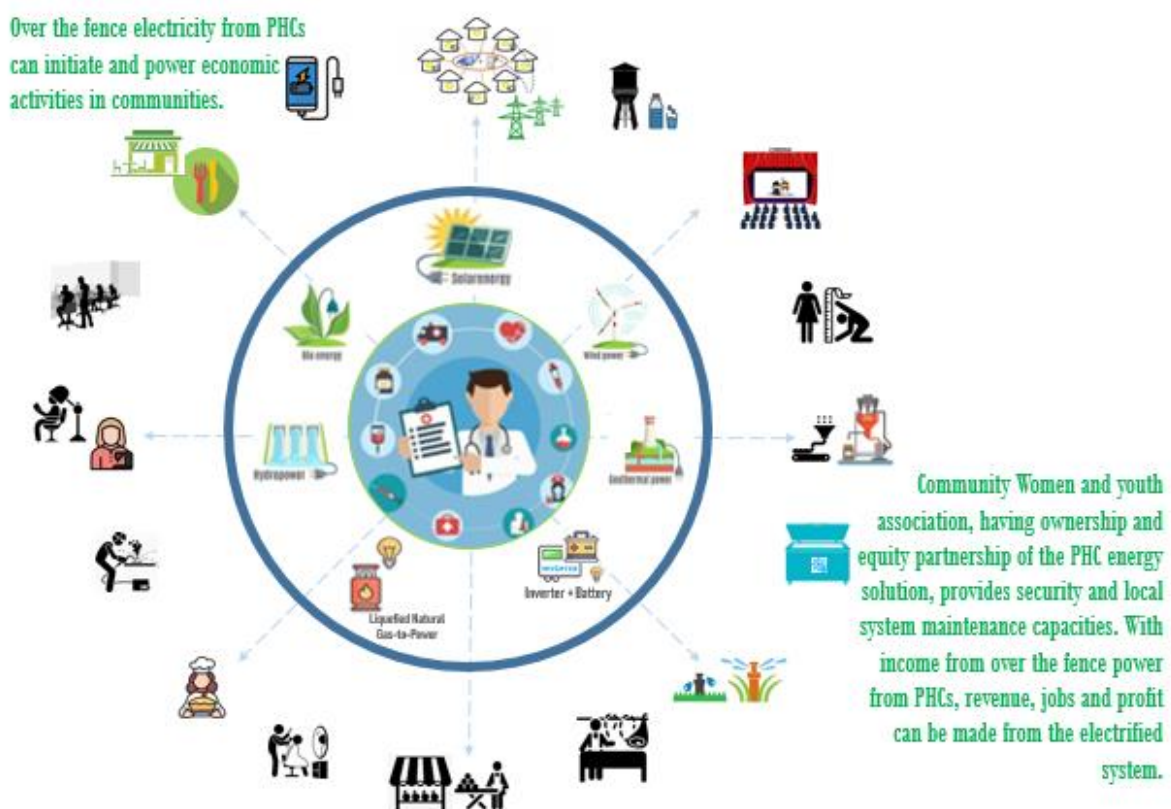 Over the fence electricity from PHCs
can initiate and power economic
activities in communities.
Solarenergy
Bio energy
Wind power
Hydropower
Geothermal power
Liquefied Natural
Gas-to-Power
Inverter + Battery
Community Women and youth
association, having ownership and
equity partnership of the PHC energy
solution, provides security and local
system maintenance capacities. With
income from over the fence power
from PHCs, revenue, jobs and profit
can be made from the electrified
system.